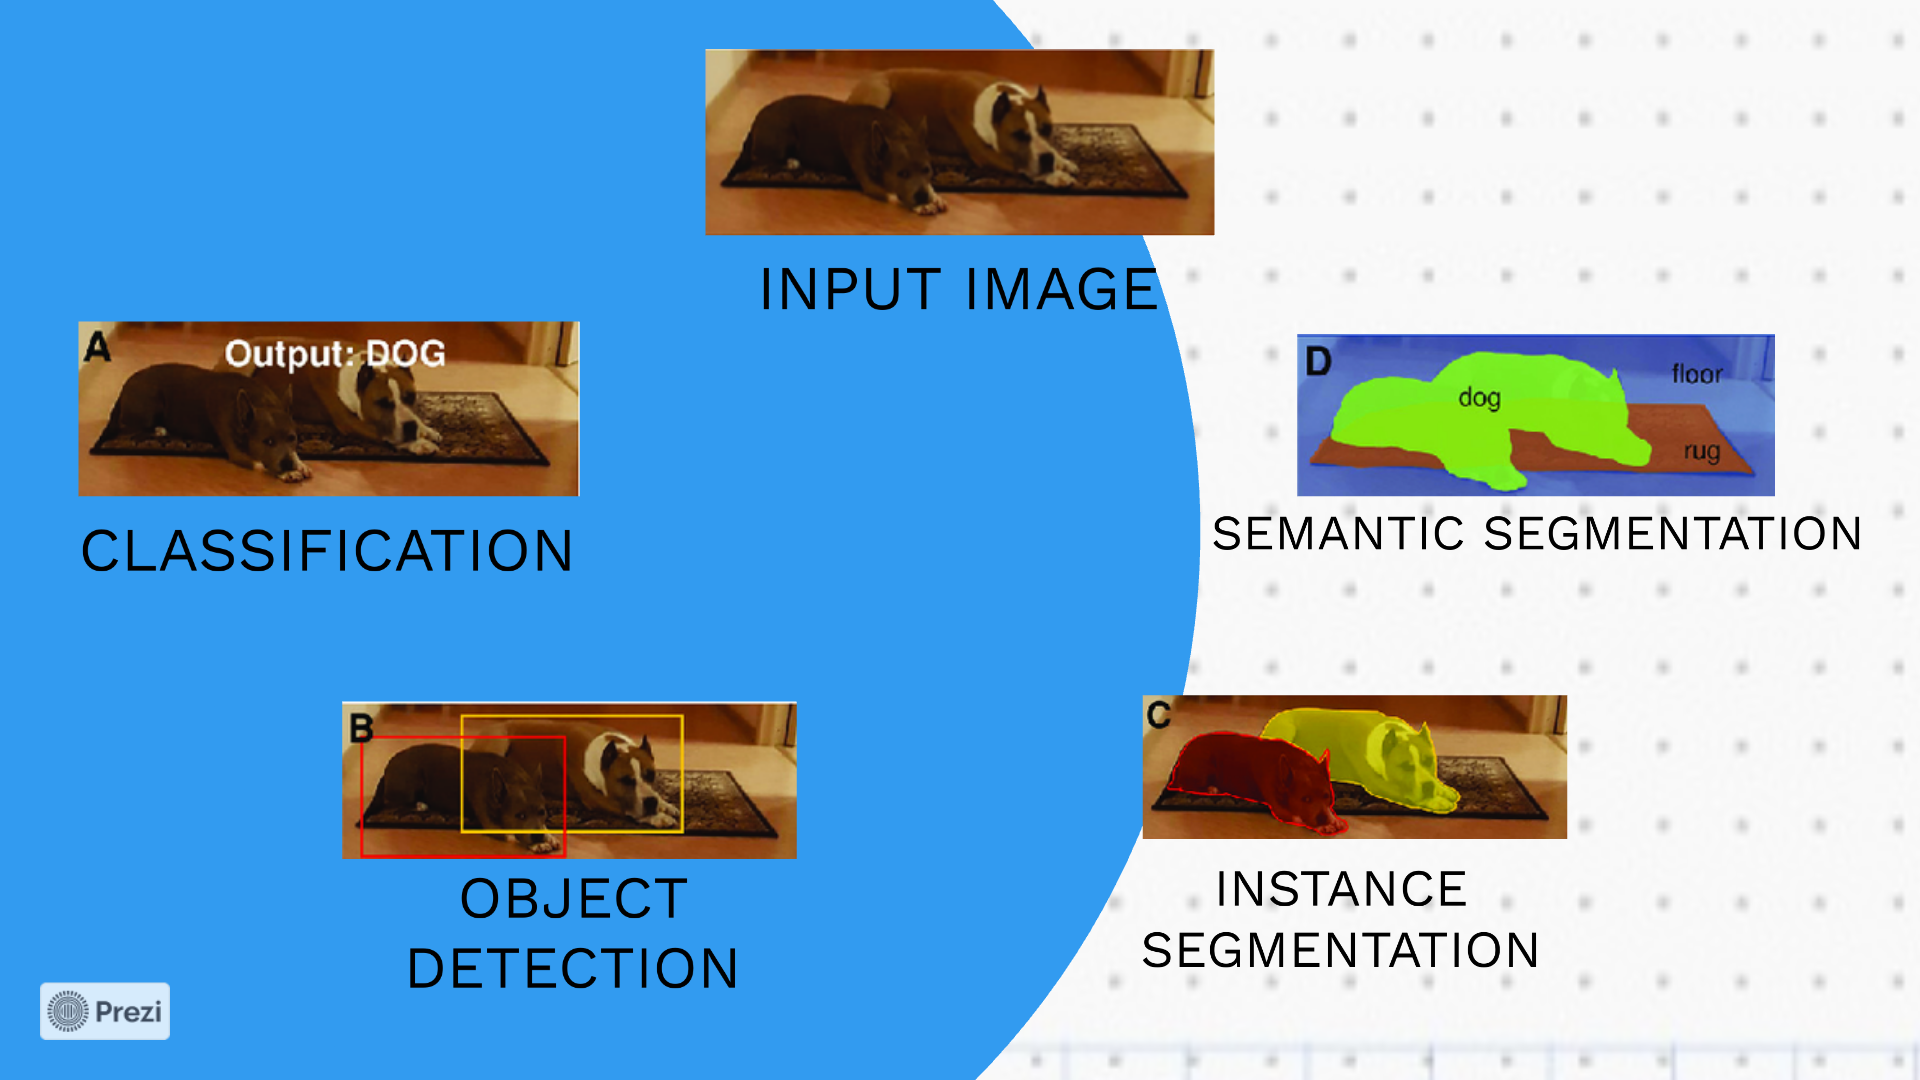 INPUT IMAGE
A
Output: DOG
CLASSIFICATION
D
floor
dog
rug
SEMANTIC SEGMENTATION
B
OBJECT
DETECTION
C
INSTANCE
SEGMENTATION
Prezi